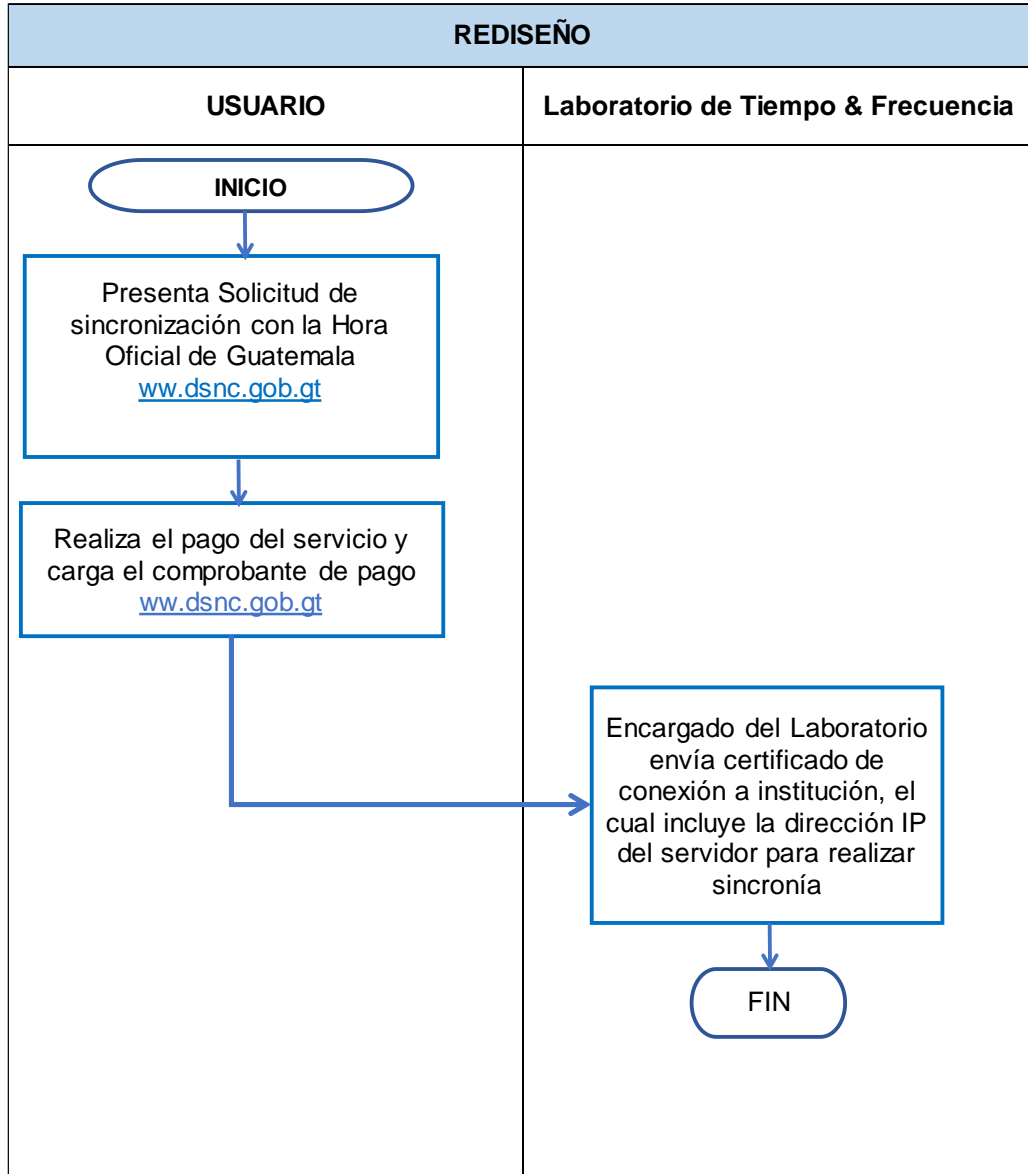 REDISEÑO
USUARIO
Laboratorio de Tiempo & Frecuencia
INICIO
Presenta Solicitud de
sincronización con la Hora
Oficial de Guatemala
ww.dsnc.gob.gt
Realiza el pago del servicio y
carga el comprobante de pago
ww.dsnc.gob.gt
Encargado del Laboratorio
envía certificado de
conexión a institución, el
cual incluye la dirección IP
del servidor para realizar
sincronía
FIN